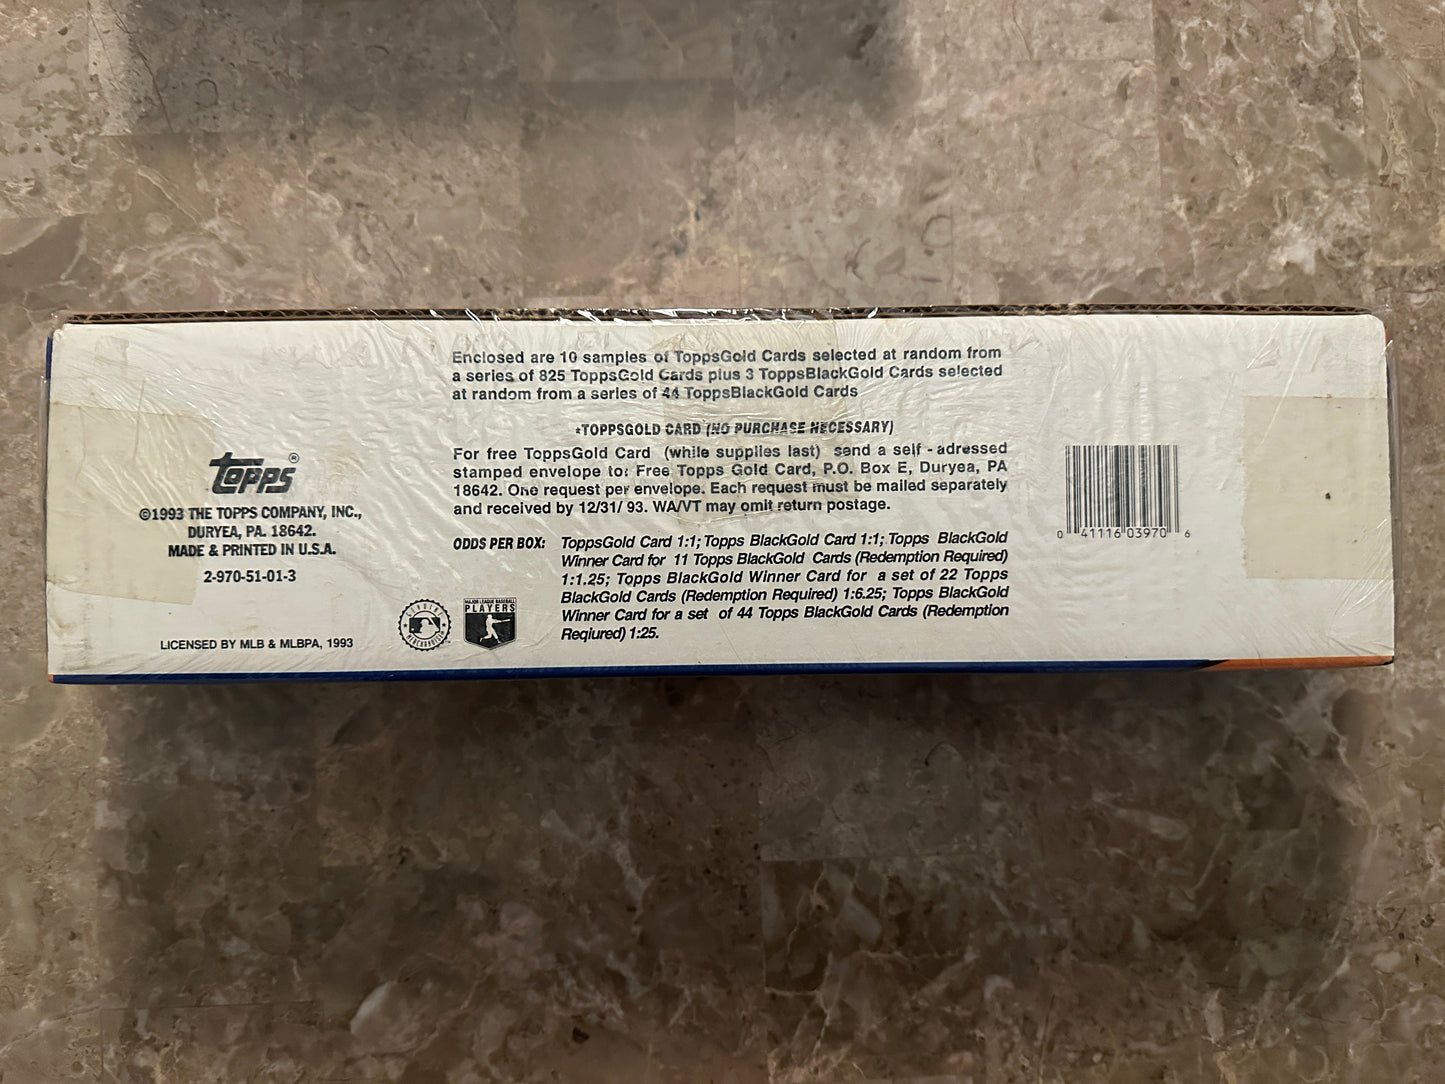 Enclosed are 10 samples of ToppsGold Cards selected at random from
a series of 825 ToppsGold Cards plus 3 ToppsBlackGold Cards selected
at random from a series of 44 ToppsBlackGold Cards
*TOPPSGOLD CARD (NO PURCHASE NECESSARY)
For free ToppsGold Card (while supplies last) send a self - adressed
stamped envelope to: Free Topps Gold Card, P.O. Box E, Duryea, PA
18642. One request per envelope. Each request must be mailed separately
and received by 12/31/ 93. WA/VT may omit return postage.
ODDS PER BOX: ToppsGold Card 1:1; Topps BlackGold Card 1:1; Topps BlackGold
Winner Card for 11 Topps BlackGold Cards (Redemption Required)
1:1.25; Topps BlackGold Winner Card for a set of 22 Topps
BlackGold Cards (Redemption Required) 1:6.25; Topps BlackGold
Winner Card for a set of 44 Topps BlackGold Cards (Redemption
Reqiured) 1:25.
Topps®
©1993 THE TOPPS COMPANY, INC.,
DURYEA, PA. 18642.
MADE & PRINTED IN U.S.A.
2-970-51-01-3
LICENSED BY MLB & MLBPA, 1993
GENUINE
MERCHANDISE
MAJOR LEAGUE BASEBALL
PLAYERS
0 41116 03970 6